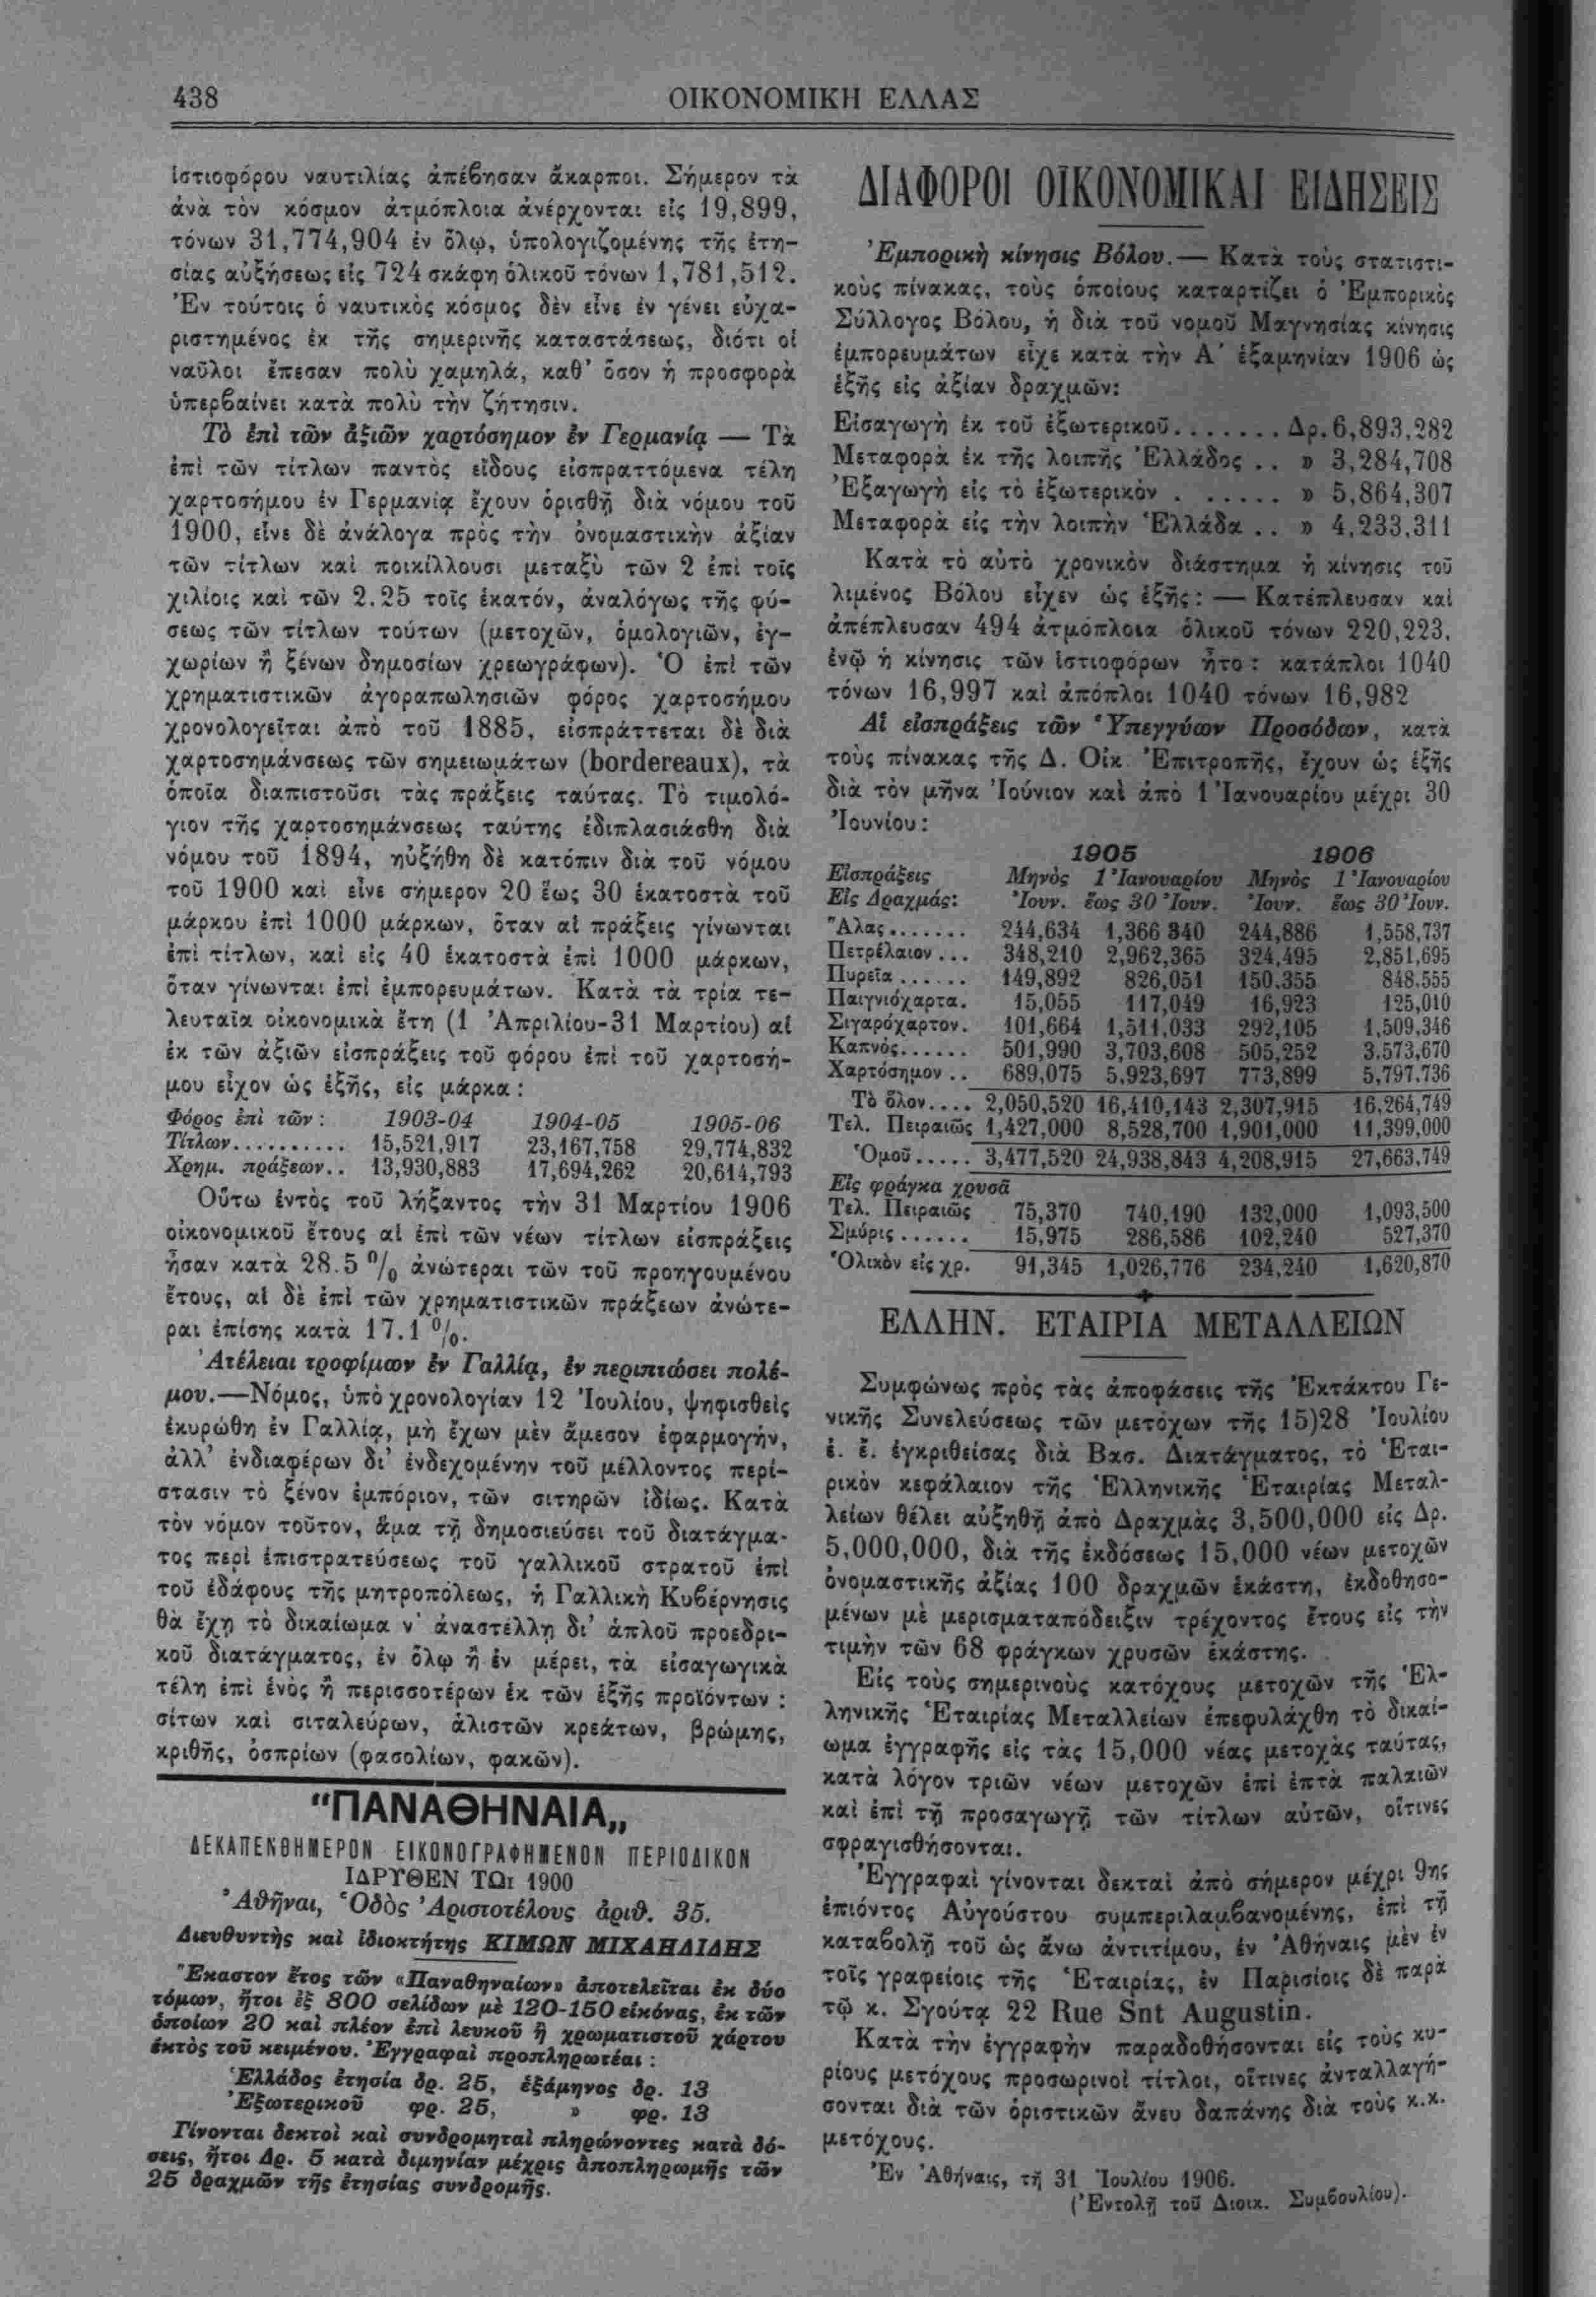 438
ΟΙΚΟΝΟΜΙΚΗ ΕΛΛΑΣ
ἱστιοφόρου ναυτιλίας ἀπέβησαν ἄκαρποι. Σήμερον τὰ
ἀνὰ τὸν κόσμον ἀτμόπλοια ἀνέρχονται εἰς 19,899,
τόνων 31,774,904 ἐν ὅλῳ, ὑπολογιζομένης τῆς ἐτη-
σίας αὐξήσεως εἰς 724 σκάφη ὁλικοῦ τόνων 1,781,512.
Ἐν τούτοις ὁ ναυτικὸς κόσμος δὲν εἶνε ἐν γένει εὐχα-
ριστημένος ἐκ τῆς σημερινῆς καταστάσεως, διότι οἱ
ναῦλοι ἔπεσαν πολὺ χαμηλά, καθ’ ὅσον ἡ προσφορὰ
ὑπερβαίνει κατὰ πολὺ τὴν ζήτησιν.
Τὸ ἐπὶ τῶν ἀξιῶν χαρτόσημον ἐν Γερμανίᾳ — Τὰ
ἐπὶ τῶν τίτλων παντὸς εἴδους εἰσπραττόμενα τέλη
χαρτοσήμου ἐν Γερμανίᾳ ἔχουν ὁρισθῆ διὰ νόμου τοῦ
1900, εἶνε δὲ ἀνάλογα πρὸς τὴν ὀνομαστικὴν ἀξίαν
τῶν τίτλων καὶ ποικίλλουσι μεταξὺ τῶν 2 ἐπὶ τοῖς
χιλίοις καὶ τῶν 2.25 τοῖς ἑκατόν, ἀναλόγως τῆς φύ-
σεως τῶν τίτλων τούτων (μετοχῶν, ὁμολογιῶν, ἐγ-
χωρίων ἢ ξένων δημοσίων χρεωγράφων). Ὁ ἐπὶ τῶν
χρηματιστικῶν ἀγοραπωλησιῶν φόρος χαρτοσήμου
χρονολογεῖται ἀπὸ τοῦ 1885, εἰσπράττεται δὲ διὰ
χαρτοσημάνσεως τῶν σημειωμάτων (bordereaux), τὰ
ὁποῖα διαπιστοῦσι τὰς πράξεις ταύτας. Τὸ τιμολό-
γιον τῆς χαρτοσημάνσεως ταύτης ἐδιπλασιάσθη διὰ
νόμου τοῦ 1894, ηὐξήθη δὲ κατόπιν διὰ τοῦ νόμου
τοῦ 1900 καὶ εἶνε σήμερον 20 ἕως 30 ἑκατοστὰ τοῦ
μάρκου ἐπὶ 1000 μάρκων, ὅταν αἱ πράξεις γίνωνται
ἐπὶ τίτλων, καὶ εἰς 40 ἑκατοστὰ ἐπὶ 1000 μάρκων,
ὅταν γίνωνται ἐπὶ ἐμπορευμάτων. Κατὰ τὰ τρία τε-
λευταῖα οἰκονομικὰ ἔτη (1 Ἀπριλίου-31 Μαρτίου) αἱ
ἐκ τῶν ἀξιῶν εἰσπράξεις τοῦ φόρου ἐπὶ τοῦ χαρτοσή-
μου εἶχον ὡς ἑξῆς, εἰς μάρκα :
Φόρος ἐπὶ τῶν : 1903-04 1904-05 1905-06
Τίτλων.......... 15,521,917 23,167,758 29,774,832
Χρημ. πράξεων.. 13,930,883 17,694,262 20,614,793
Οὕτω ἐντὸς τοῦ λήξαντος τὴν 31 Μαρτίου 1906
οἰκονομικοῦ ἔτους αἱ ἐπὶ τῶν νέων τίτλων εἰσπράξεις
ἦσαν κατὰ 28.5 % ἀνώτεραι τῶν τοῦ προηγουμένου
ἔτους, αἱ δὲ ἐπὶ τῶν χρηματιστικῶν πράξεων ἀνώτε-
ραι ἐπίσης κατὰ 17.1 %.
Ἀτέλειαι τροφίμων ἐν Γαλλίᾳ, ἐν περιπτώσει πολέ-
μου.—Νόμος, ὑπὸ χρονολογίαν 12 Ἰουλίου, ψηφισθεὶς
ἐκυρώθη ἐν Γαλλίᾳ, μὴ ἔχων μὲν ἄμεσον ἐφαρμογήν,
ἀλλ’ ἐνδιαφέρων δι’ ἐνδεχομένην τοῦ μέλλοντος περί-
στασιν τὸ ξένον ἐμπόριον, τῶν σιτηρῶν ἰδίως. Κατὰ
τὸν νόμον τοῦτον, ἅμα τῇ δημοσιεύσει τοῦ διατάγμα-
τος περὶ ἐπιστρατεύσεως τοῦ γαλλικοῦ στρατοῦ ἐπὶ
τοῦ ἐδάφους τῆς μητροπόλεως, ἡ Γαλλικὴ Κυβέρνησις
θὰ ἔχῃ τὸ δικαίωμα ν’ ἀναστέλλῃ δι’ ἁπλοῦ προεδρι-
κοῦ διατάγματος, ἐν ὅλῳ ἢ ἐν μέρει, τὰ εἰσαγωγικὰ
τέλη ἐπὶ ἑνὸς ἢ περισσοτέρων ἐκ τῶν ἑξῆς προϊόντων :
σίτων καὶ σιταλεύρων, ἁλιστῶν κρεάτων, βρώμης,
κριθῆς, ὀσπρίων (φασολίων, φακῶν).
"ΠΑΝΑΘΗΝΑΙΑ„
ΔΕΚΑΠΕΝΘΗΜΕΡΟΝ ΕΙΚΟΝΟΓΡΑΦΗΜΕΝΟΝ ΠΕΡΙΟΔΙΚΟΝ
ΙΔΡΥΘΕΝ ΤΩι 1900
Ἀθῆναι, Ὁδὸς Ἀριστοτέλους ἀριθ. 35.
Διευθυντὴς καὶ ἰδιοκτήτης ΚΙΜΩΝ ΜΙΧΑΗΛΙΔΗΣ
Ἕκαστον ἔτος τῶν «Παναθηναίων» ἀποτελεῖται ἐκ δύο
τόμων, ἤτοι ἐξ 800 σελίδων μὲ 120-150 εἰκόνας, ἐκ τῶν
ὁποίων 20 καὶ πλέον ἐπὶ λευκοῦ ἢ χρωματιστοῦ χάρτου
ἐκτὸς τοῦ κειμένου. Ἐγγραφαὶ προπληρωτέαι :
Ἑλλάδος ἐτησία δρ. 25, ἑξάμηνος δρ. 13
Ἐξωτερικοῦ φρ. 25, » φρ. 13
Γίνονται δεκτοὶ καὶ συνδρομηταὶ πληρώνοντες κατὰ δό-
σεις, ἤτοι Δρ. 5 κατὰ διμηνίαν μέχρις ἀποπληρωμῆς τῶν
25 δραχμῶν τῆς ἐτησίας συνδρομῆς.
ΔΙΑΦΟΡΟΙ ΟΙΚΟΝΟΜΙΚΑΙ ΕΙΔΗΣΕΙΣ
Ἐμπορικὴ κίνησις Βόλου.— Κατὰ τοὺς στατιστι-
κοὺς πίνακας, τοὺς ὁποίους καταρτίζει ὁ Ἐμπορικὸς
Σύλλογος Βόλου, ἡ διὰ τοῦ νομοῦ Μαγνησίας κίνησις
ἐμπορευμάτων εἶχε κατὰ τὴν Α΄ ἑξαμηνίαν 1906 ὡς
ἑξῆς εἰς ἀξίαν δραχμῶν:
Εἰσαγωγὴ ἐκ τοῦ ἐξωτερικοῦ....... Δρ. 6,893,282
Μεταφορὰ ἐκ τῆς λοιπῆς Ἑλλάδος .. » 3,284,708
Ἐξαγωγὴ εἰς τὸ ἐξωτερικὸν . ..... » 5,864,307
Μεταφορὰ εἰς τὴν λοιπὴν Ἑλλάδα .. » 4,233,311
Κατὰ τὸ αὐτὸ χρονικὸν διάστημα ἡ κίνησις τοῦ
λιμένος Βόλου εἶχεν ὡς ἑξῆς : — Κατέπλευσαν καὶ
ἀπέπλευσαν 494 ἀτμόπλοια ὁλικοῦ τόνων 220,223,
ἐνῷ ἡ κίνησις τῶν ἱστιοφόρων ἦτο : κατάπλοι 1040
τόνων 16,997 καὶ ἀπόπλοι 1040 τόνων 16,982
Αἱ εἰσπράξεις τῶν Ὑπεγγύων Προσόδων, κατὰ
τοὺς πίνακας τῆς Δ. Οἰκ. Ἐπιτροπῆς, ἔχουν ὡς ἑξῆς
διὰ τὸν μῆνα Ἰούνιον καὶ ἀπὸ 1 Ἰανουαρίου μέχρι 30
Ἰουνίου :
1905 1906
Εἰσπράξεις Μηνὸς 1 Ἰανουαρίου Μηνὸς 1 Ἰανουαρίου
Εἰς Δραχμάς: Ἰουν. ἕως 30 Ἰουν. Ἰουν. ἕως 30 Ἰουν.
Ἅλας....... 244,634 1,366 340 244,886 1,558,737
Πετρέλαιον ... 348,210 2,962,365 324,495 2,851,695
Πυρεῖα ...... 149,892 826,051 150.355 848.555
Παιγνιόχαρτα. 15,055 117,049 16,923 125,010
Σιγαρόχαρτον. 101,664 1,511,033 292,105 1.509,346
Καπνὸς...... 501,990 3,703,608 505,252 3.573,670
Χαρτόσημον .. 689,075 5.923,697 773,899 5,797.736
Τὸ ὅλον.... 2,050,520 16,410,143 2,307,915 16.264,749
Τελ. Πειραιῶς 1,427,000 8,528,700 1,901,000 11,399,000
Ὁμοῦ..... 3,477,520 24,938,843 4,208,915 27,663,749
Εἰς φράγκα χρυσᾶ
Τελ. Πειραιῶς 75,370 740,190 132,000 1,093,500
Σμύρις...... 15,975 286,586 102,240 527,370
Ὁλικὸν εἰς χρ. 91,345 1,026,776 234,240 1,620,870
ΕΛΛΗΝ. ΕΤΑΙΡΙΑ ΜΕΤΑΛΛΕΙΩΝ
Συμφώνως πρὸς τὰς ἀποφάσεις τῆς Ἐκτάκτου Γε-
νικῆς Συνελεύσεως τῶν μετόχων τῆς 15)28 Ἰουλίου
ἐ. ἔ. ἐγκριθείσας διὰ Βασ. Διατάγματος, τὸ Ἑται-
ρικὸν κεφάλαιον τῆς Ἑλληνικῆς Ἑταιρίας Μεταλ-
λείων θέλει αὐξηθῆ ἀπὸ Δραχμὰς 3,500,000 εἰς Δρ.
5,000,000, διὰ τῆς ἐκδόσεως 15,000 νέων μετοχῶν
ὀνομαστικῆς ἀξίας 100 δραχμῶν ἑκάστη, ἐκδοθησο-
μένων μὲ μερισματαπόδειξιν τρέχοντος ἔτους εἰς τὴν
τιμὴν τῶν 68 φράγκων χρυσῶν ἑκάστης.
Εἰς τοὺς σημερινοὺς κατόχους μετοχῶν τῆς Ἑλ-
ληνικῆς Ἑταιρίας Μεταλλείων ἐπεφυλάχθη τὸ δικαί-
ωμα ἐγγραφῆς εἰς τὰς 15,000 νέας μετοχὰς ταύτας,
κατὰ λόγον τριῶν νέων μετοχῶν ἐπὶ ἑπτὰ παλαιῶν
καὶ ἐπὶ τῇ προσαγωγῇ τῶν τίτλων αὐτῶν, οἵτινες
σφραγισθήσονται.
Ἐγγραφαὶ γίνονται δεκταὶ ἀπὸ σήμερον μέχρι 9ης
ἐπιόντος Αὐγούστου συμπεριλαμβανομένης, ἐπὶ τῇ
καταβολῇ τοῦ ὡς ἄνω ἀντιτίμου, ἐν Ἀθήναις μὲν ἐν
τοῖς γραφείοις τῆς Ἑταιρίας, ἐν Παρισίοις δὲ παρὰ
τῷ κ. Σγούτᾳ 22 Rue Snt Augustin.
Κατὰ τὴν ἐγγραφὴν παραδοθήσονται εἰς τοὺς κυ-
ρίους μετόχους προσωρινοὶ τίτλοι, οἵτινες ἀνταλλαγή-
σονται διὰ τῶν ὁριστικῶν ἄνευ δαπάνης διὰ τοὺς κ.κ.
μετόχους.
Ἐν Ἀθήναις, τῇ 31 Ἰουλίου 1906.
(Ἐντολῇ τοῦ Διοικ. Συμβουλίου).